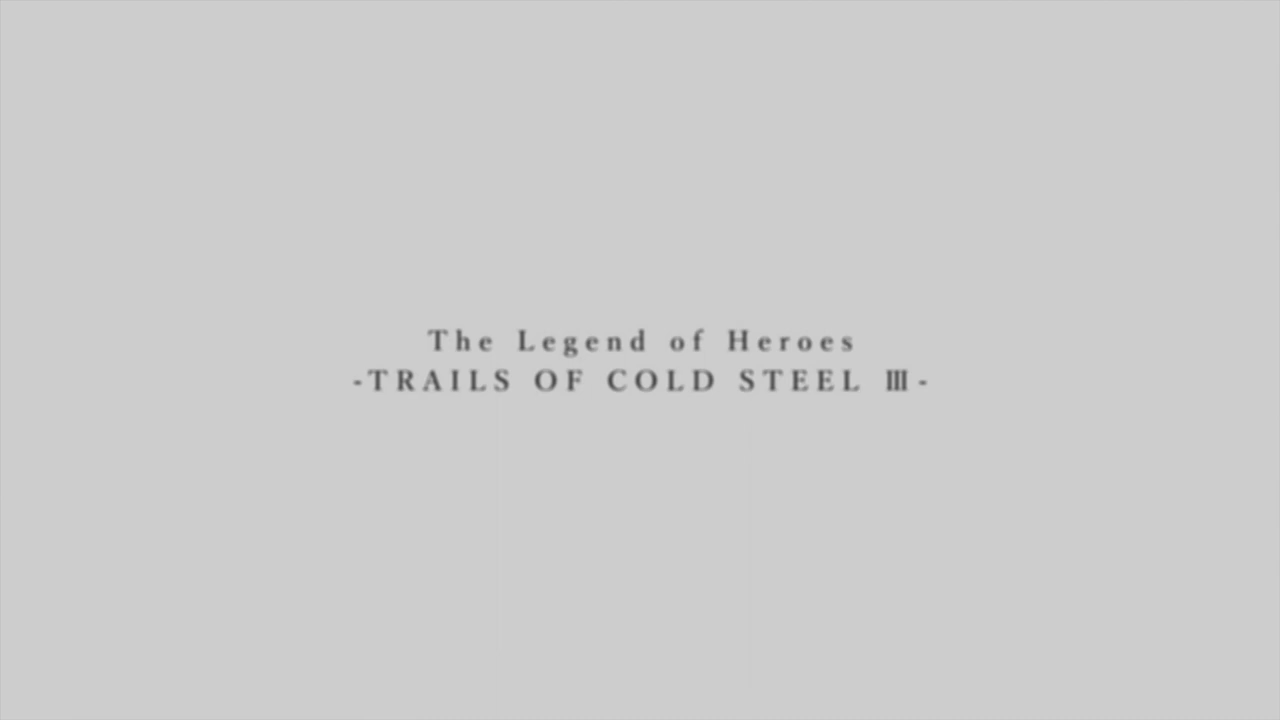 The Legend of Heroes
-TRAILS OF COLD STEEL Ⅲ-